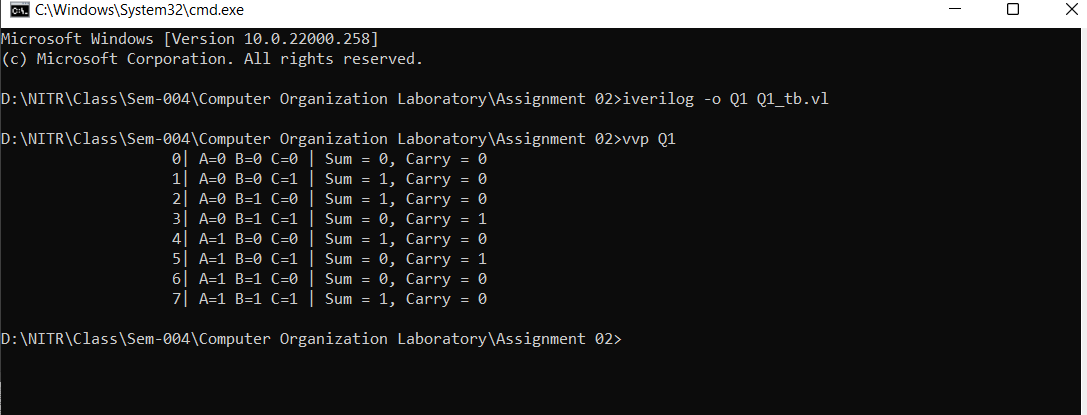 C:\Windows\System32\cmd.exe
Microsoft Windows [Version 10.0.22000.258]
(c) Microsoft Corporation. All rights reserved.
D:\NITR\Class\Sem-004\Computer Organization Laboratory\Assignment 02>iverilog -o Q1 Q1_tb.vl
D:\NITR\Class\Sem-004\Computer Organization Laboratory\Assignment 02>vvp Q1
0| A=0 B=0 C=0 | Sum = 0, Carry = 0
1| A=0 B=0 C=1 | Sum = 1, Carry = 0
2| A=0 B=1 C=0 | Sum = 1, Carry = 0
3| A=0 B=1 C=1 | Sum = 0, Carry = 1
4| A=1 B=0 C=0 | Sum = 1, Carry = 0
5| A=1 B=0 C=1 | Sum = 0, Carry = 1
6| A=1 B=1 C=0 | Sum = 0, Carry = 0
7| A=1 B=1 C=1 | Sum = 1, Carry = 0
D:\NITR\Class\Sem-004\Computer Organization Laboratory\Assignment 02>